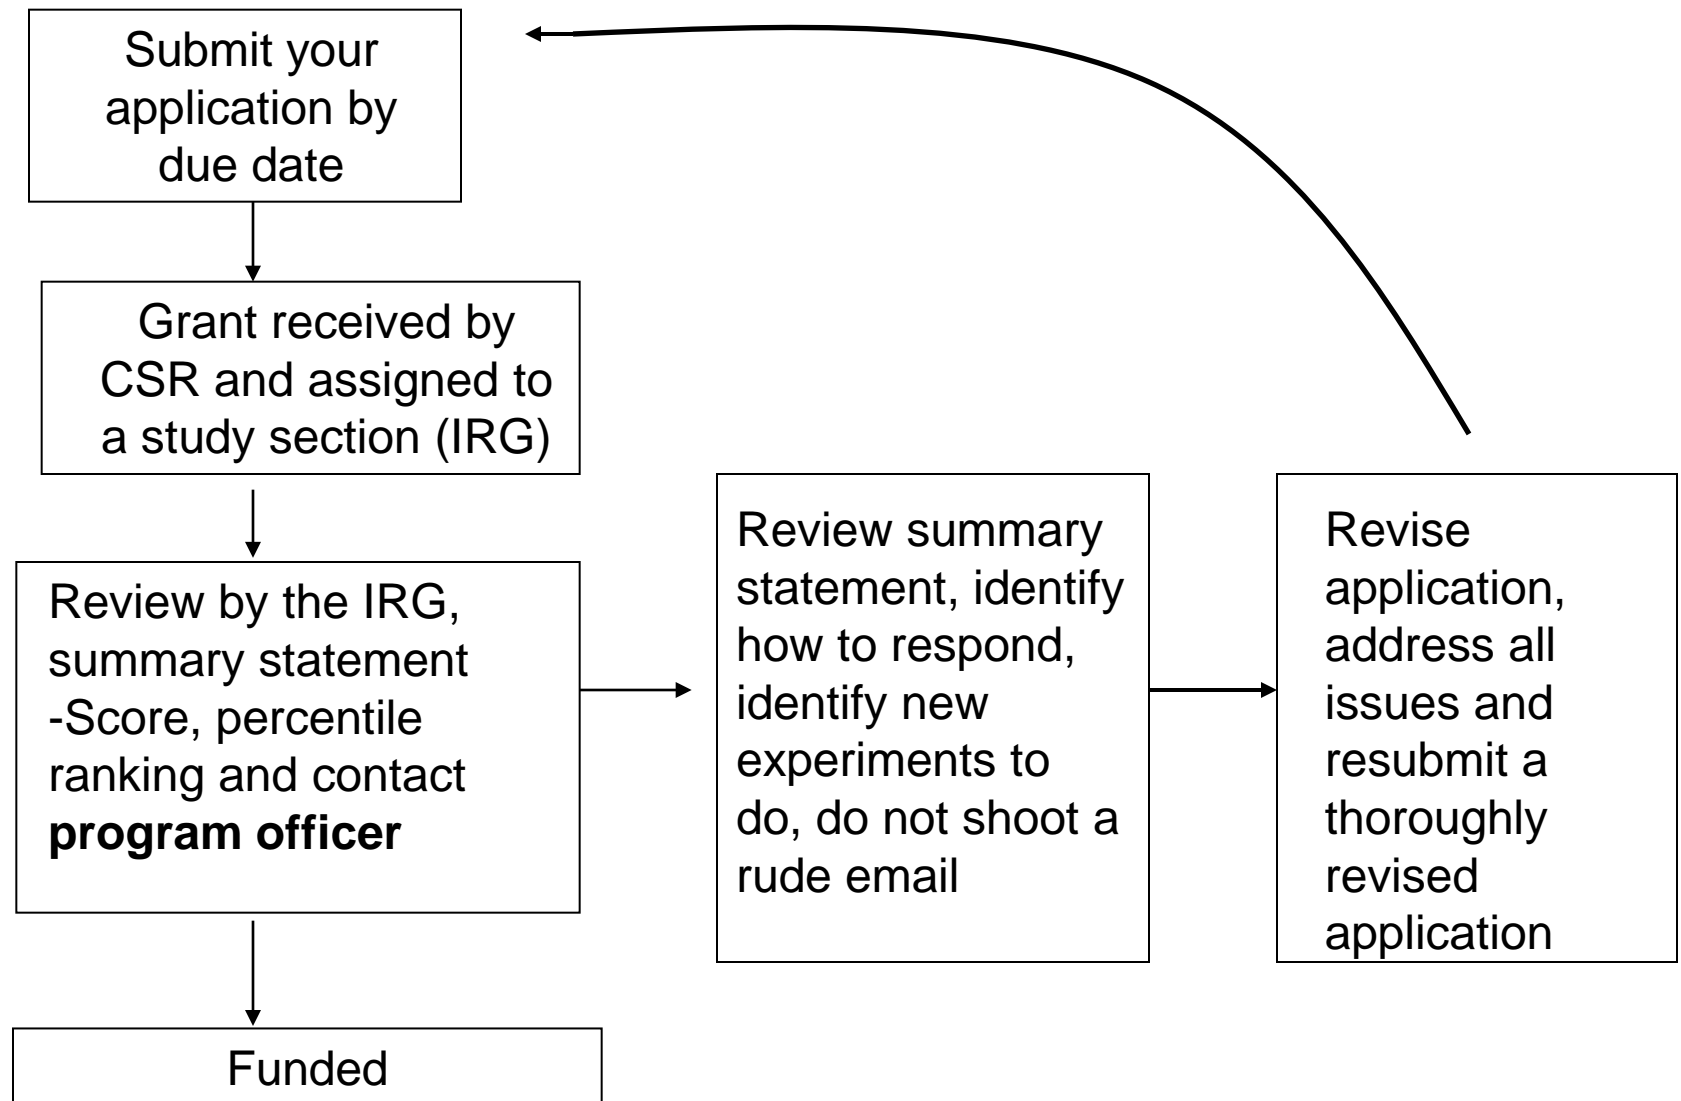 Submit your
application by
due date
Grant received by
CSR and assigned to
a study section (IRG)
Review by the IRG,
summary statement
-Score, percentile
ranking and contact
program officer
Review summary
statement, identify
how to respond,
identify new
experiments to
do, do not shoot a
rude email
Revise
application,
address all
issues and
resubmit a
thoroughly
revised
application
Funded